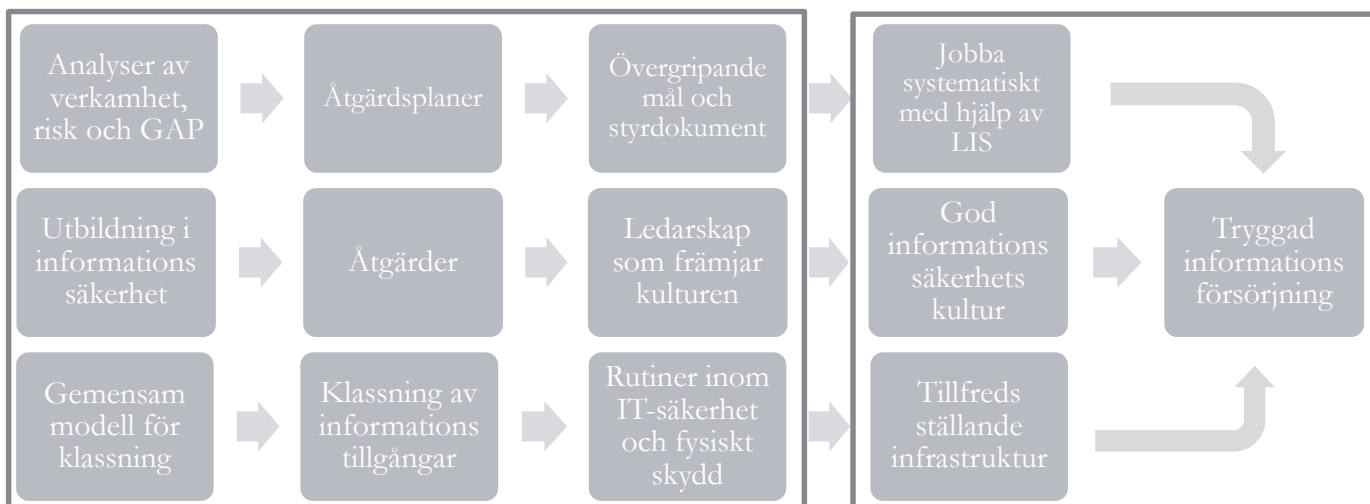 Analyser av
verkamhet,
risk och GAP
Åtgärdsplaner
Övergripande
mål och
styrdokument
Jobba
systematiskt
med hjälp av
LIS
Utbildning i
informations
säkerhet
Åtgärder
Ledarskap
som främjar
kulturen
God
informations
säkerhets
kultur
Tryggad
informations
försörjning
Gemensam
modell för
klassning
Klassning av
informations
tillgångar
Rutiner inom
IT-säkerhet
och fysiskt
skydd
Tillfreds
ställande
infrastruktur